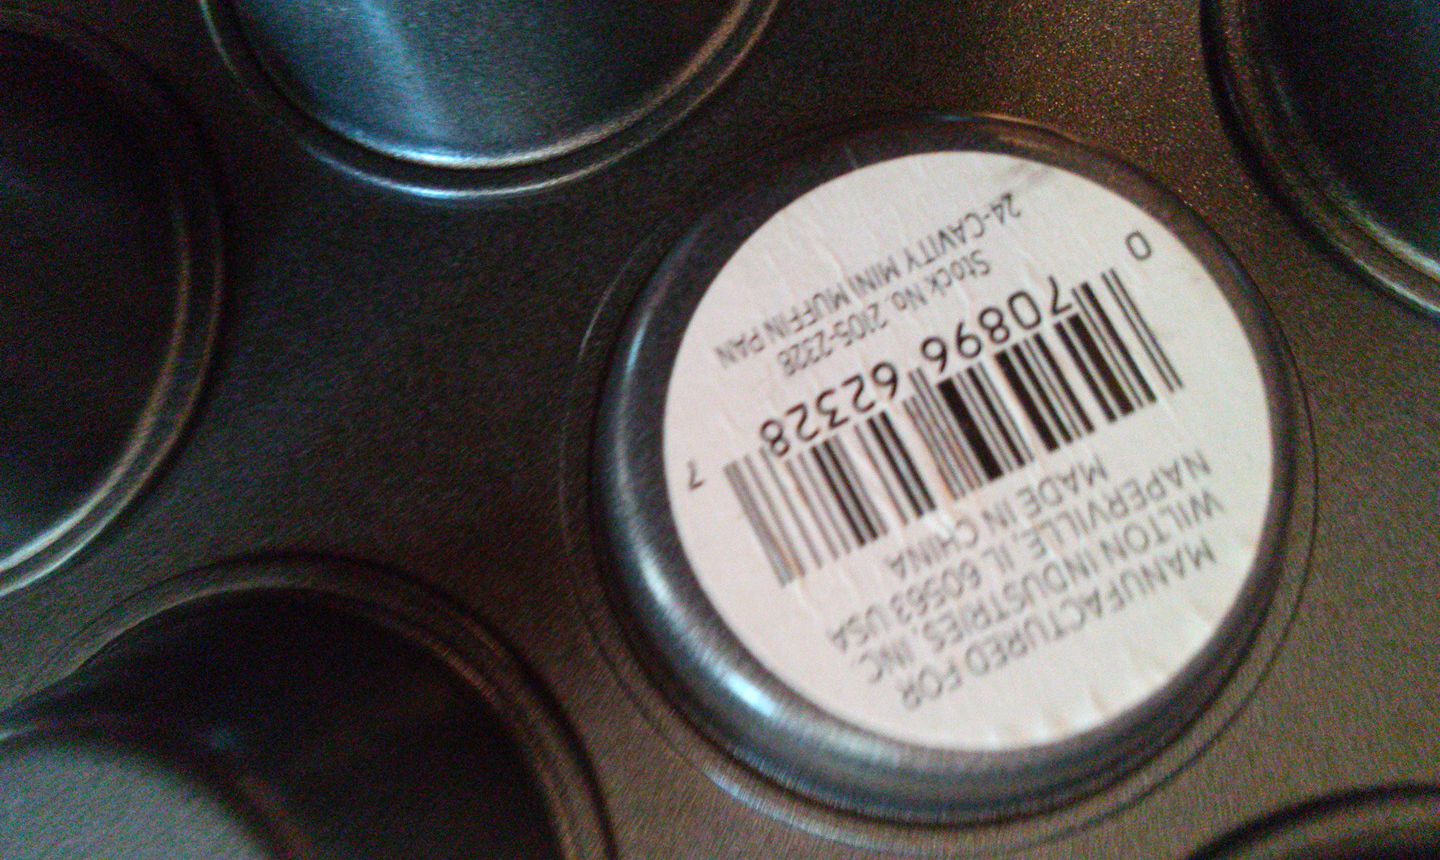 MANUFACTURED FOR
WILTON INDUSTRIES, INC
NAPERVILLE, IL 60563 USA
MADE IN CHINA
0 70896 62328 7
Stock No. 2105-2328
24-CAVITY MINI MUFFIN PAN